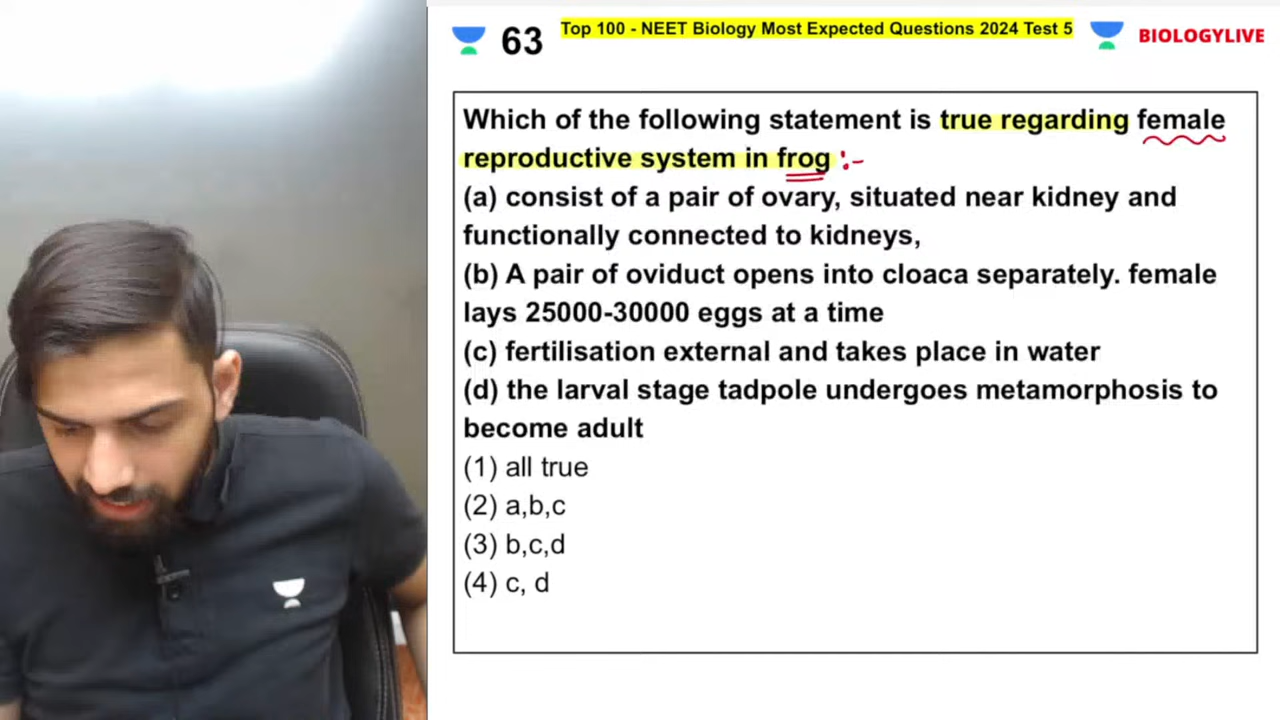 63
Top 100 - NEET Biology Most Expected Questions 2024 Test 5
BIOLOGYLIVE
Which of the following statement is true regarding female
reproductive system in frog :-
(a) consist of a pair of ovary, situated near kidney and
functionally connected to kidneys,
(b) A pair of oviduct opens into cloaca separately. female
lays 25000-30000 eggs at a time
(c) fertilisation external and takes place in water
(d) the larval stage tadpole undergoes metamorphosis to
become adult
(1) all true
(2) a,b,c
(3) b,c,d
(4) c, d